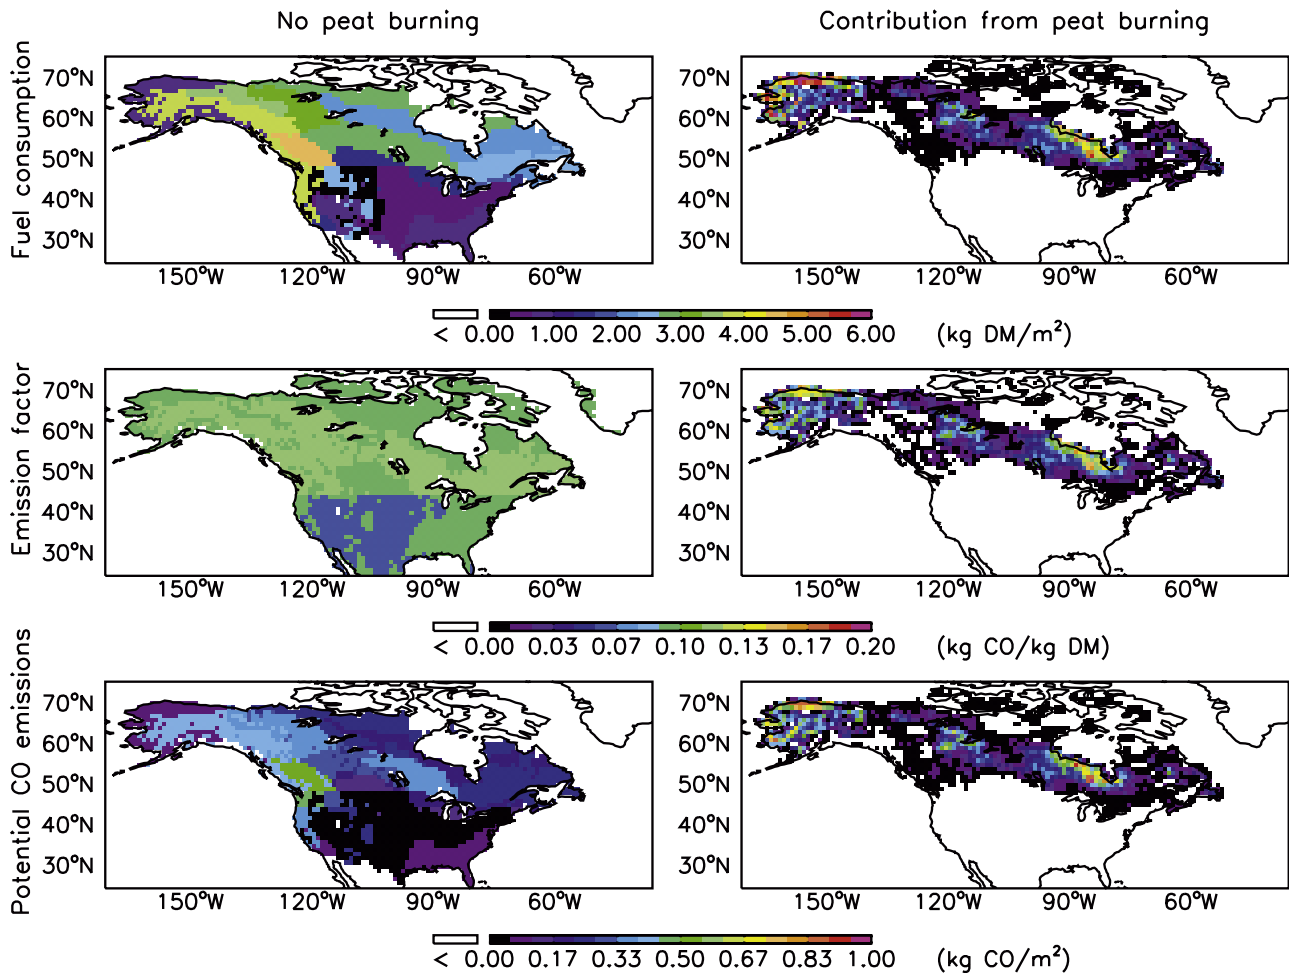 No peat burning
Contribution from peat burning
Fuel consumption
70°N
60°N
50°N
40°N
30°N
150°W 120°W 90°W 60°W
70°N
60°N
50°N
40°N
30°N
150°W 120°W 90°W 60°W
< 0.00 1.00 2.00 3.00 4.00 5.00 6.00 (kg DM/m²)
Emission factor
70°N
60°N
50°N
40°N
30°N
150°W 120°W 90°W 60°W
70°N
60°N
50°N
40°N
30°N
150°W 120°W 90°W 60°W
< 0.00 0.03 0.07 0.10 0.13 0.17 0.20 (kg CO/kg DM)
Potential CO emissions
70°N
60°N
50°N
40°N
30°N
150°W 120°W 90°W 60°W
70°N
60°N
50°N
40°N
30°N
150°W 120°W 90°W 60°W
< 0.00 0.17 0.33 0.50 0.67 0.83 1.00 (kg CO/m²)